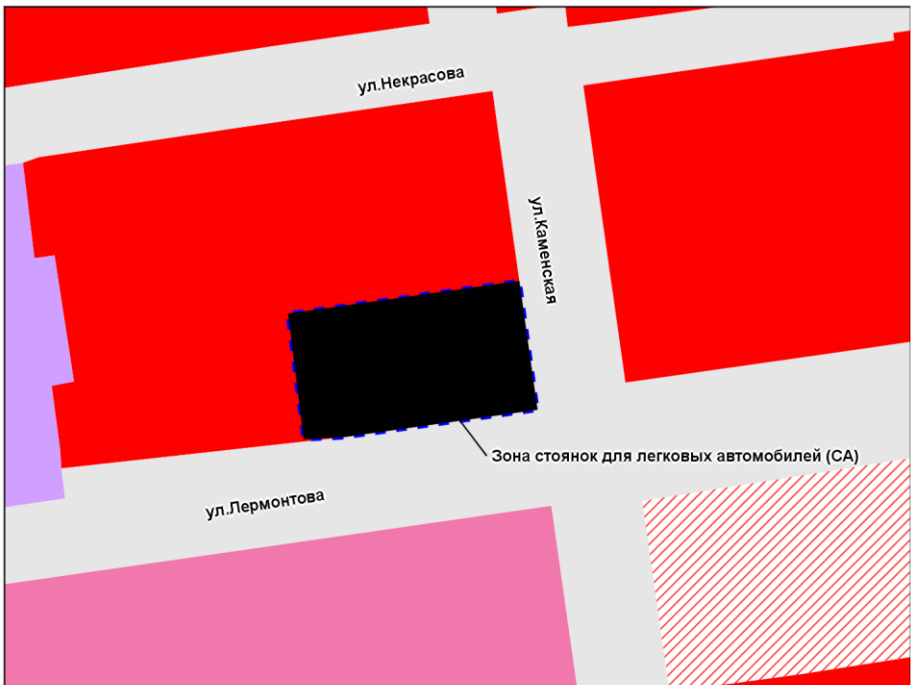 ул.Некрасова
ул.Каменская
Зона стоянок для легковых автомобилей (СА)
ул.Лермонтова